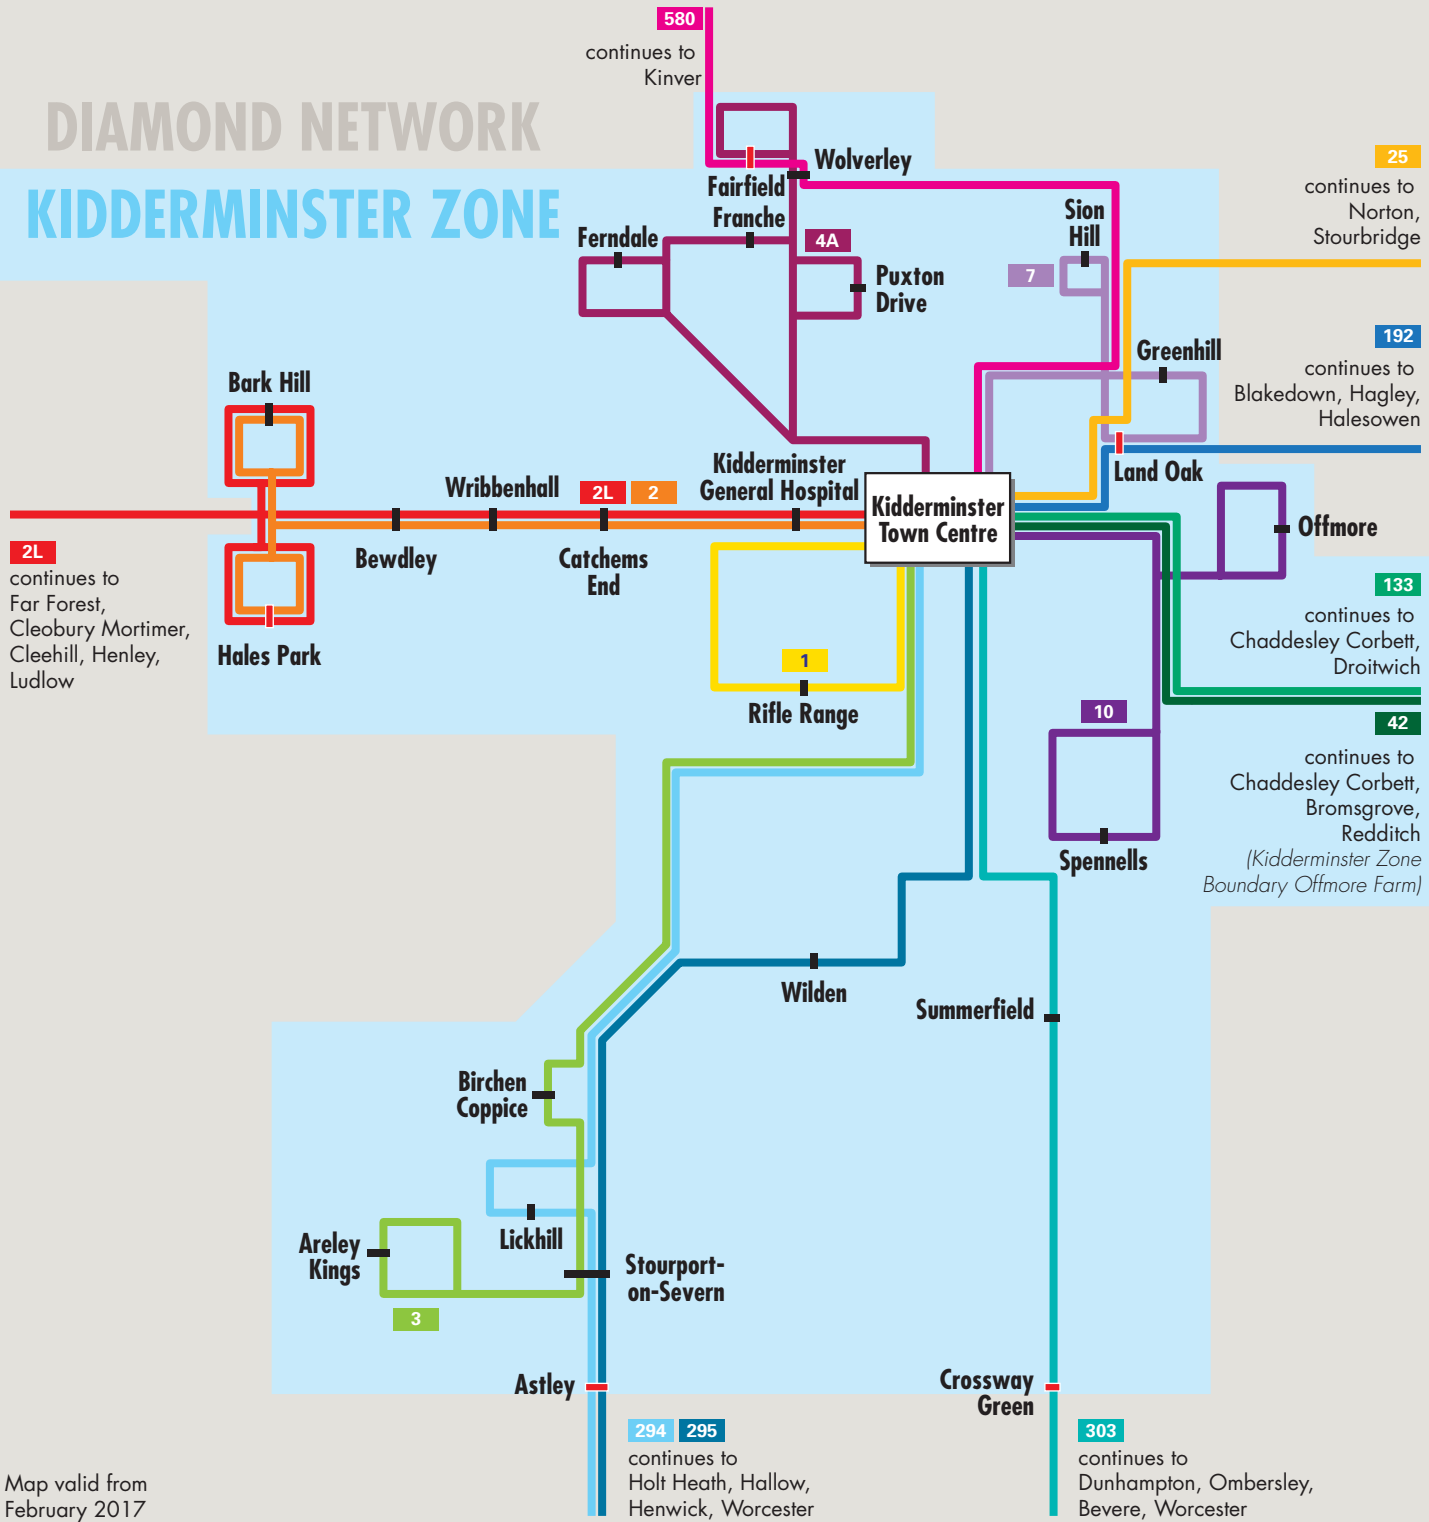 580
continues to
Kinver
DIAMOND NETWORK
KIDDERMINSTER ZONE
Wolverley
Fairfield
Franche
Ferndale
4A
Puxton
Drive
Sion
Hill
7
25
continues to
Norton,
Stourbridge
192
continues to
Blakedown, Hagley,
Halesowen
Greenhill
Land Oak
Bark Hill
Kidderminster
General Hospital
Wribbenhall
2L
2
Kidderminster
Town Centre
Offmore
Bewdley
Catchems
End
2L
continues to
Far Forest,
Cleobury Mortimer,
Cleehill, Henley,
Ludlow
Hales Park
133
continues to
Chaddesley Corbett,
Droitwich
1
Rifle Range
10
42
continues to
Chaddesley Corbett,
Bromsgrove,
Redditch
(Kidderminster Zone
Boundary Offmore Farm)
Spennells
Wilden
Summerfield
Birchen
Coppice
Lickhill
Areley
Kings
Stourport-
on-Severn
3
Astley
Crossway
Green
294
295
continues to
Holt Heath, Hallow,
Henwick, Worcester
303
continues to
Dunhampton, Ombersley,
Bevere, Worcester
Map valid from
February 2017